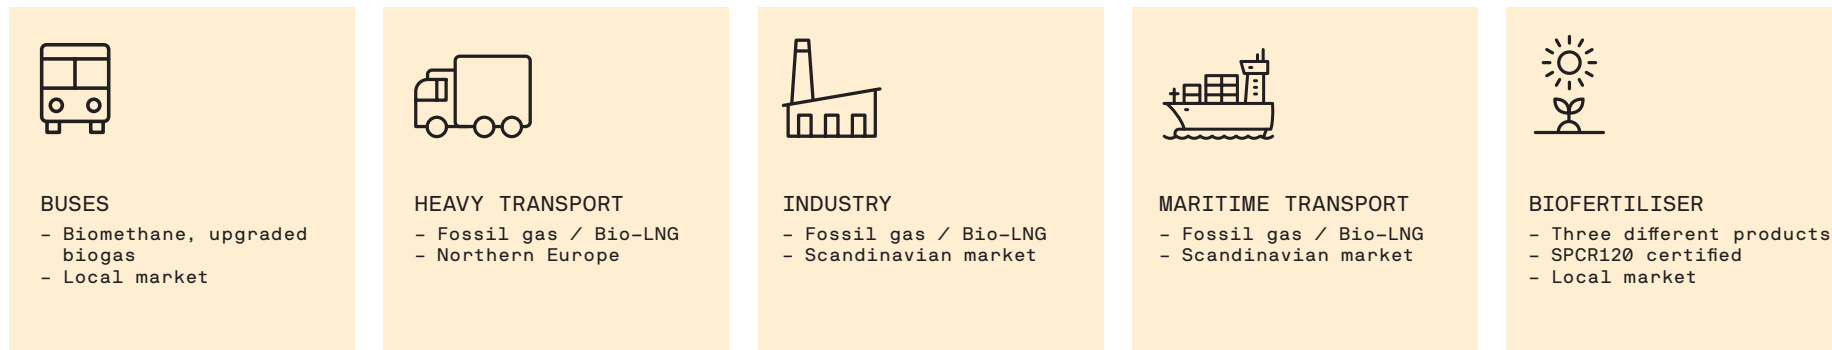 BUSES
– Biomethane, upgraded
biogas
– Local market
HEAVY TRANSPORT
– Fossil gas / Bio–LNG
– Northern Europe
INDUSTRY
– Fossil gas / Bio–LNG
– Scandinavian market
MARITIME TRANSPORT
– Fossil gas / Bio–LNG
– Scandinavian market
BIOFERTILISER
– Three different products
– SPCR120 certified
– Local market